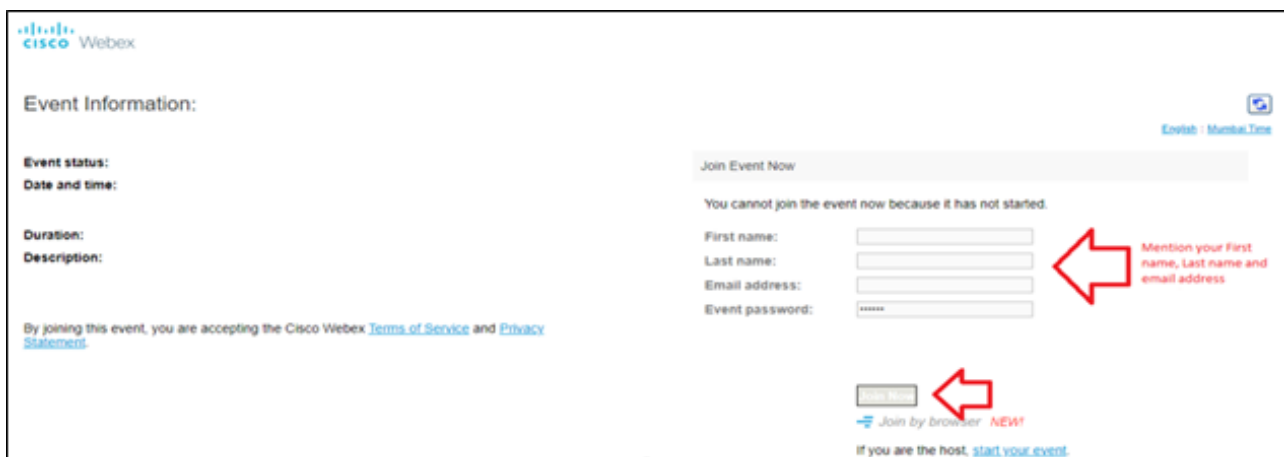 CISCO Webex
Event Information:
English : Mumbai Time
Event status:
Date and time:
Duration:
Description:
By joining this event, you are accepting the Cisco Webex Terms of Service and Privacy
Statement.
Join Event Now
You cannot join the event now because it has not started.
First name:
Last name:
Email address:
Event password:
Mention your First
name, Last name and
email address
Join Now
Join by browser NEW!
If you are the host, start your event.